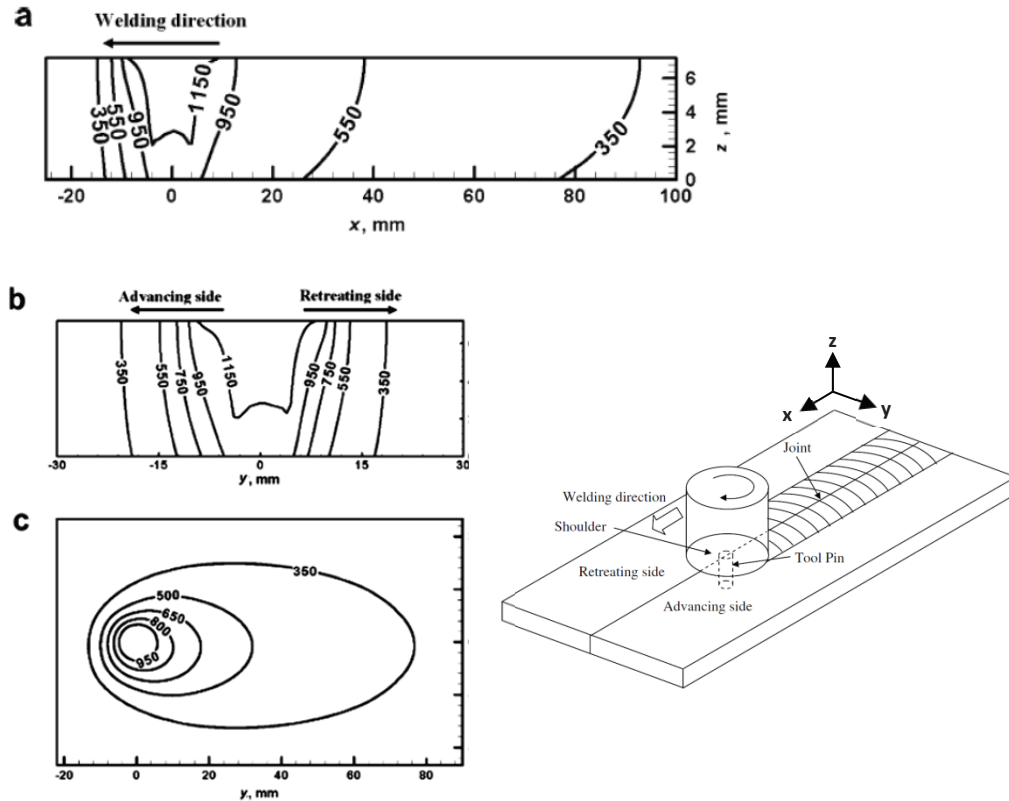 a
Welding direction
350
550
950
1150
950
550
350
6
4
2
0
z, mm
-20
0
20
40
60
80
100
x, mm
b
Advancing side
Retreating side
350
550
750
950
1150
950
750
550
350
-30
-15
0
15
30
y, mm
c
350
500
650
800
950
-20
0
20
40
60
80
y, mm
z
x
y
Joint
Welding direction
Shoulder
Tool Pin
Retreating side
Advancing side